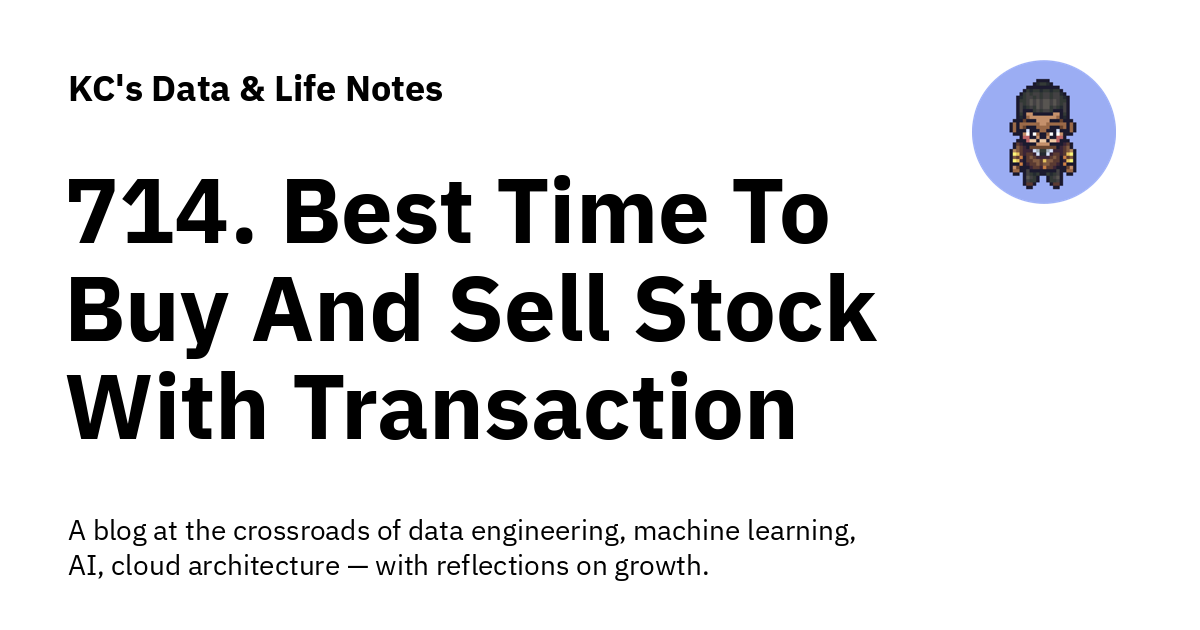 KC's Data & Life Notes
714. Best Time To
Buy And Sell Stock
With Transaction
A blog at the crossroads of data engineering, machine learning,
AI, cloud architecture — with reflections on growth.